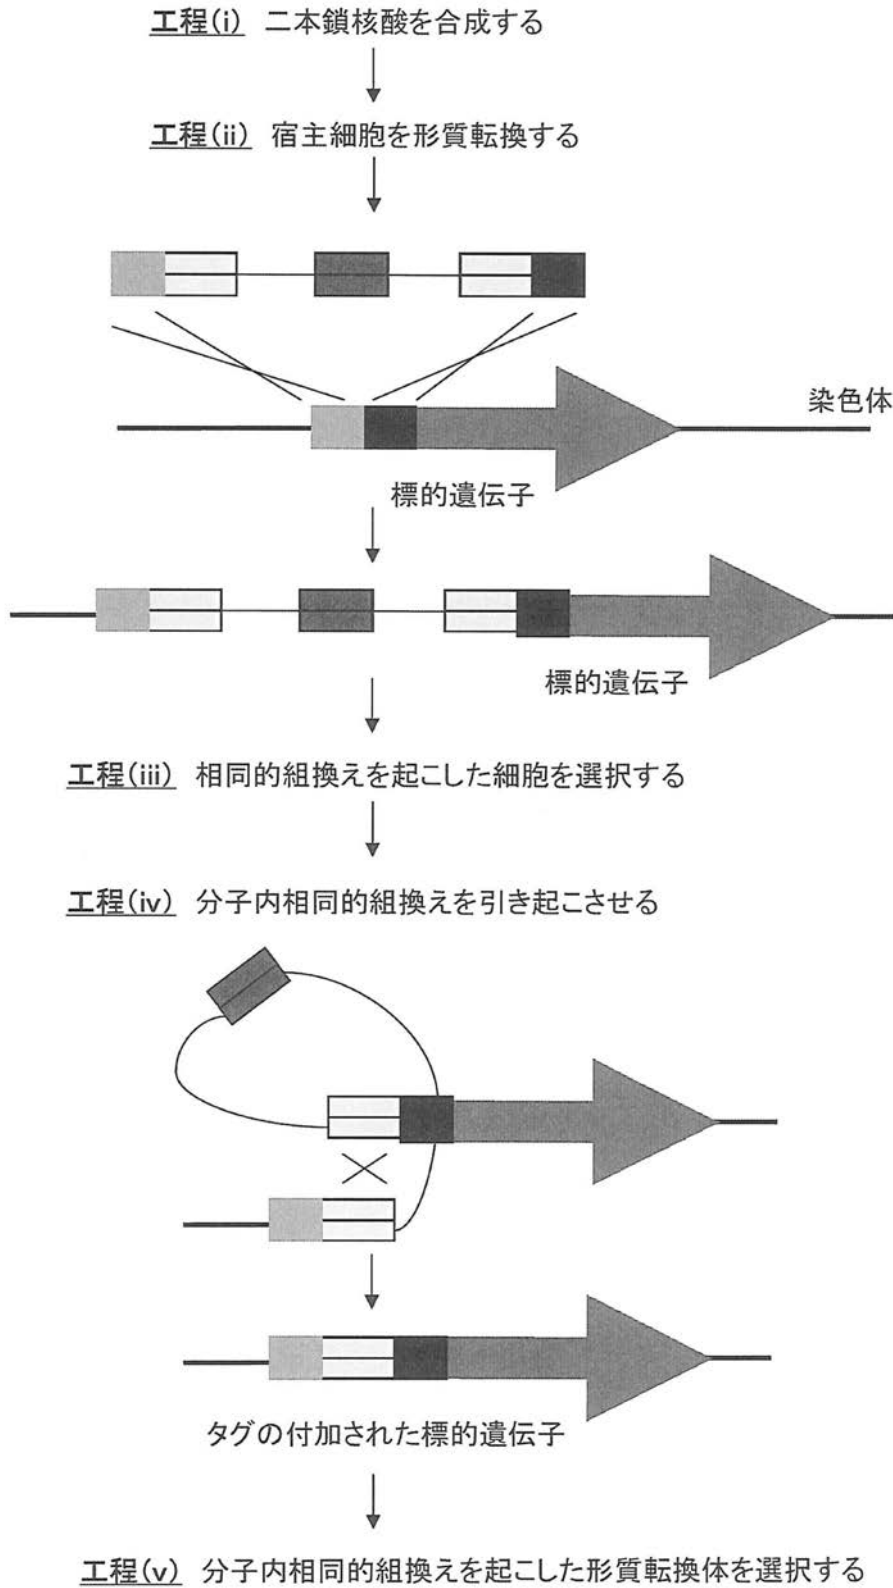 工程(i) 二本鎖核酸を合成する
工程(ii) 宿主細胞を形質転換する
染色体
標的遺伝子
標的遺伝子
工程(iii) 相同的組換えを起こした細胞を選択する
工程(iv) 分子内相同的組換えを引き起こさせる
タグの付加された標的遺伝子
工程(v) 分子内相同的組換えを起こした形質転換体を選択する